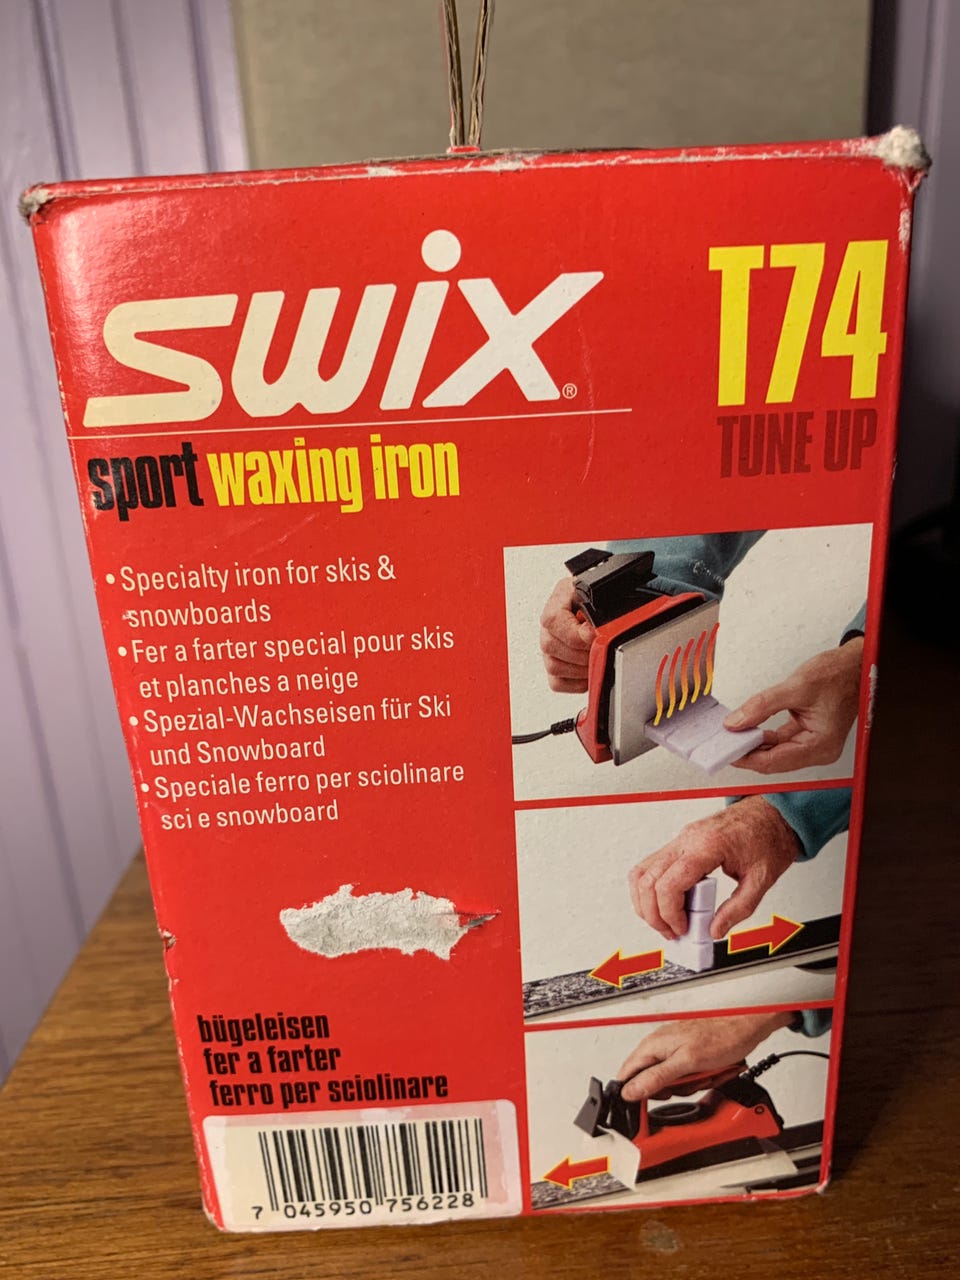 swix®
T74
TUNE UP
sport waxing iron
• Specialty iron for skis &
snowboards
• Fer a farter special pour skis
et planches a neige
• Spezial-Wachseisen für Ski
und Snowboard
• Speciale ferro per sciolinare
sci e snowboard
bügeleisen
fer a farter
ferro per sciolinare
7 045950 756228